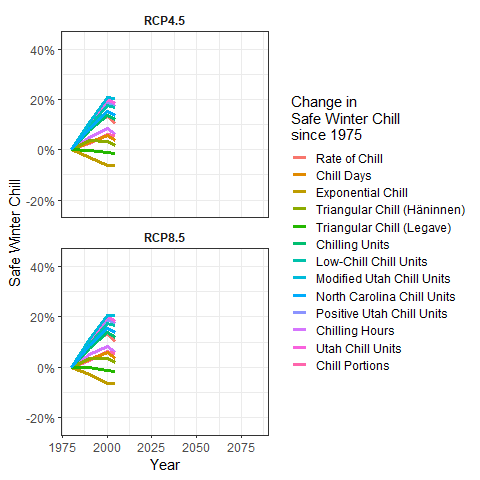 RCP4.5
40%
20%
0%
-20%
RCP8.5
40%
20%
0%
-20%
1975 2000 2025 2050 2075
Year
Safe Winter Chill
Change in
Safe Winter Chill
since 1975
Rate of Chill
Chill Days
Exponential Chill
Triangular Chill (Häninnen)
Triangular Chill (Legave)
Chilling Units
Low-Chill Chill Units
Modified Utah Chill Units
North Carolina Chill Units
Positive Utah Chill Units
Chilling Hours
Utah Chill Units
Chill Portions